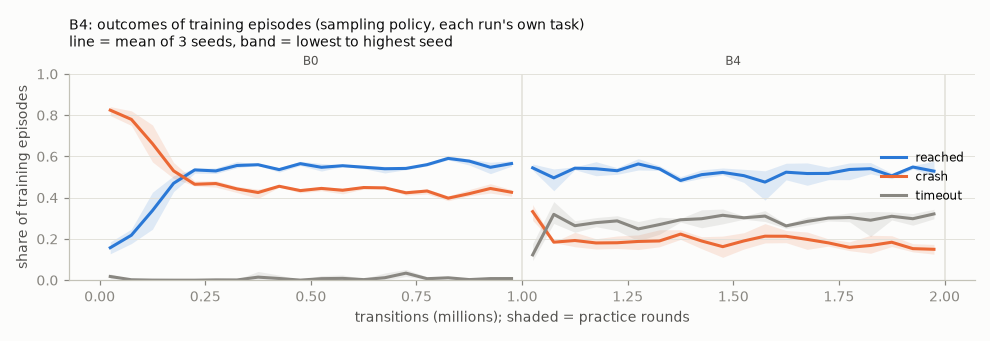 B4: outcomes of training episodes (sampling policy, each run's own task)
line = mean of 3 seeds, band = lowest to highest seed
B0
B4
share of training episodes
1.0
0.8
0.6
0.4
0.2
0.0
reached
crash
timeout
0.00
0.25
0.50
0.75
1.00
1.25
1.50
1.75
2.00
transitions (millions); shaded = practice rounds